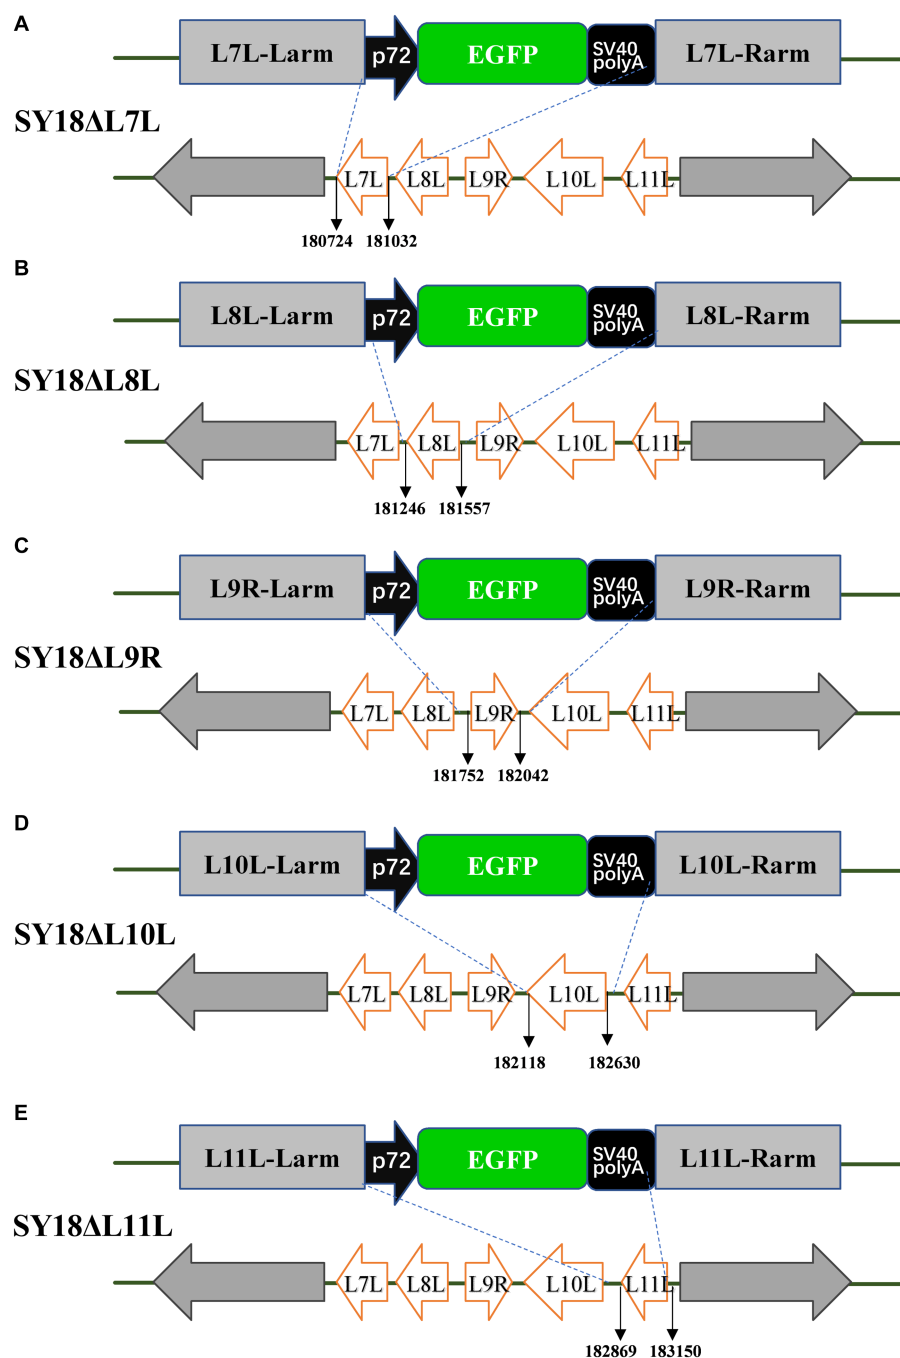 A
L7L-Larm p72 EGFP SV40 polyA L7L-Rarm
SY18ΔL7L
L7L L8L L9R L10L L11L
180724 181032
B
L8L-Larm p72 EGFP SV40 polyA L8L-Rarm
SY18ΔL8L
L7L L8L L9R L10L L11L
181246 181557
C
L9R-Larm p72 EGFP SV40 polyA L9R-Rarm
SY18ΔL9R
L7L L8L L9R L10L L11L
181752 182042
D
L10L-Larm p72 EGFP SV40 polyA L10L-Rarm
SY18ΔL10L
L7L L8L L9R L10L L11L
182118 182630
E
L11L-Larm p72 EGFP SV40 polyA L11L-Rarm
SY18ΔL11L
L7L L8L L9R L10L L11L
182869 183150